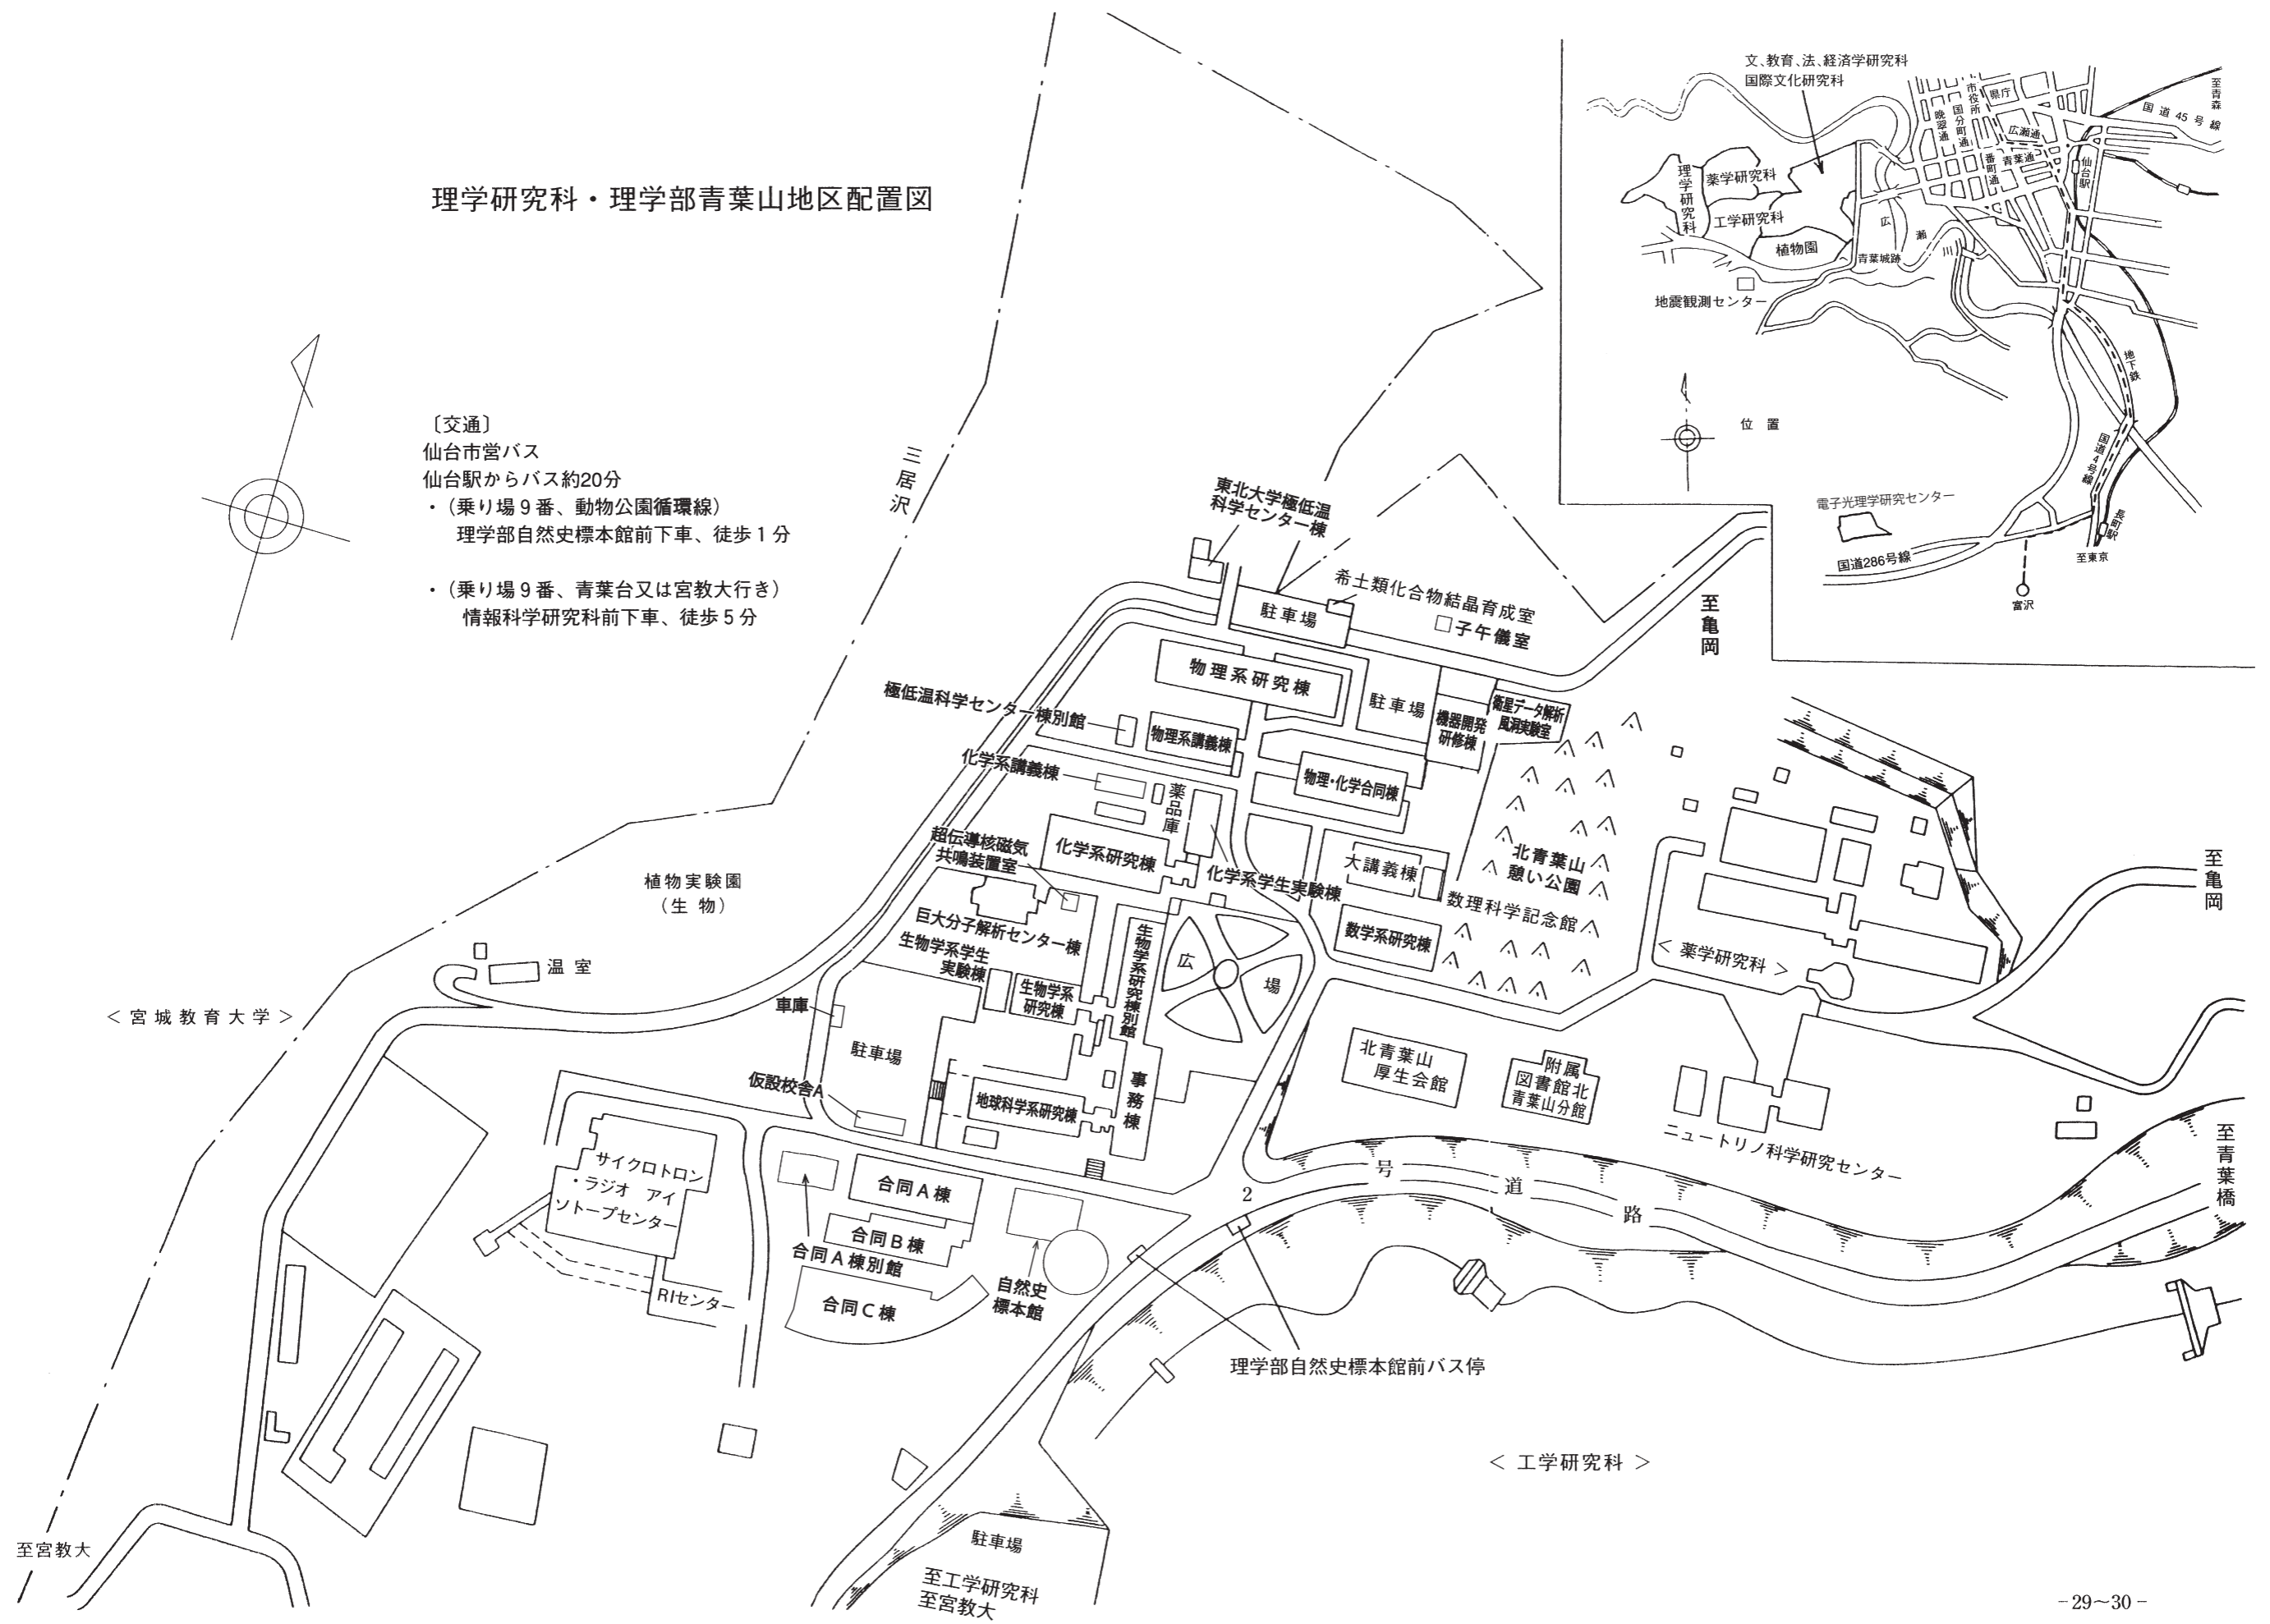 理学研究科・理学部青葉山地区配置図
〔交通〕
仙台市営バス
仙台駅からバス約20分
・（乗り場９番、動物公園循環線）
理学部自然史標本館前下車、徒歩１分
・（乗り場９番、青葉台又は宮教大行き）
情報科学研究科前下車、徒歩５分
文、教育、法、経済学研究科
国際文化研究科
市役所
県庁
晩翠通
国分町通
広瀬通
青葉通
番町通
仙台駅
至青森
国道45号線
理学研究科
薬学研究科
工学研究科
植物園
広瀬川
青葉城跡
地震観測センター
地下鉄
位置
国道4号線
長町駅
電子光理学研究センター
国道286号線
至東京
富沢
三居沢
東北大学極低温
科学センター棟
希土類化合物結晶育成室
駐車場
子午儀室
至亀岡
物理系研究棟
極低温科学センター棟別館
物理系講義棟
駐車場
機器開発
研修棟
衛星データ解析
風洞実験室
化学系講義棟
薬品庫
物理・化学合同棟
超伝導核磁気
共鳴装置室
化学系研究棟
化学系学生実験棟
大講義棟
北青葉山
憩い公園
数理科学記念館
至亀岡
植物実験園
（生物）
巨大分子解析センター棟
生物学系学生
実験棟
生物学系
研究棟
生物学系研究棟別館
数学系研究棟
広場
＜薬学研究科＞
温室
車庫
＜宮城教育大学＞
駐車場
仮設校舎A
地球科学系研究棟
事務棟
北青葉山
厚生会館
附属
図書館北
青葉山分館
ニュートリノ科学研究センター
至青葉橋
サイクロトロン
・ラジオ アイ
ソトープセンター
RIセンター
合同Ａ棟
合同Ｂ棟
合同Ａ棟別館
合同Ｃ棟
自然史
標本館
2号道路
理学部自然史標本館前バス停
＜工学研究科＞
駐車場
至工学研究科
至宮教大
至宮教大
-29～30-